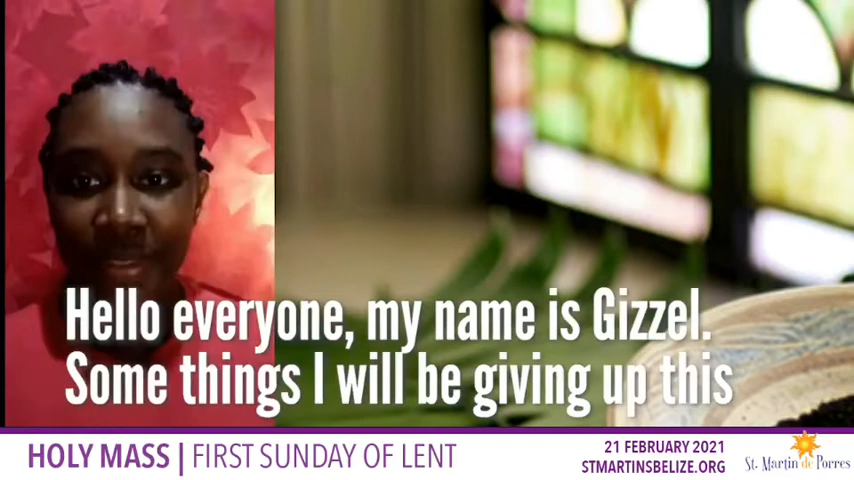 Hello everyone, my name is Gizzel.
Some things I will be giving up this
HOLY MASS | FIRST SUNDAY OF LENT
21 FEBRUARY 2021
STMARTINSBELIZE.ORG
St. Martin de Porres